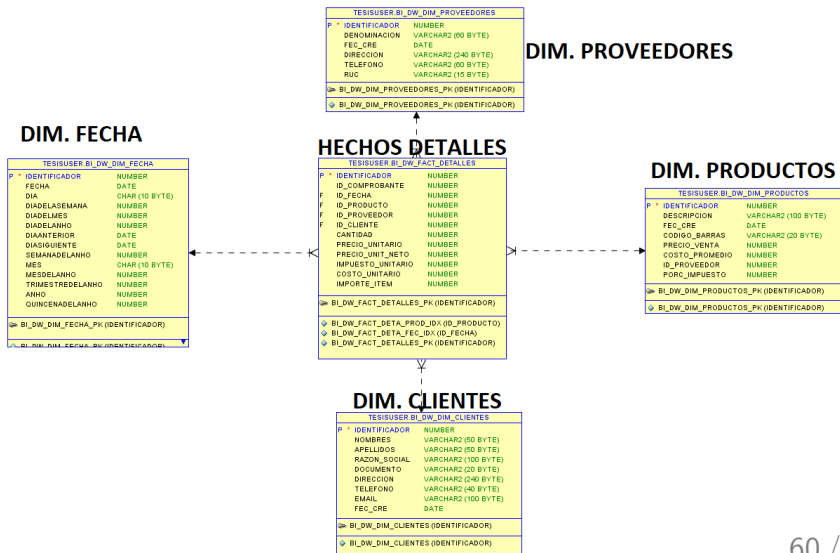 TESISUSER.BI_DW_DIM_PROVEEDORES
P * IDENTIFICADOR NUMBER
DENOMINACION VARCHAR2 (60 BYTE)
FEC_CRE DATE
DIRECCION VARCHAR2 (240 BYTE)
TELEFONO VARCHAR2 (60 BYTE)
RUC VARCHAR2 (15 BYTE)
BI_DW_DIM_PROVEEDORES_PK (IDENTIFICADOR)
BI_DW_DIM_PROVEEDORES_PK (IDENTIFICADOR)
DIM. PROVEEDORES
DIM. FECHA
TESISUSER.BI_DW_DIM_FECHA
P * IDENTIFICADOR NUMBER
FECHA DATE
DIA CHAR (10 BYTE)
DIADELASEMANA NUMBER
DIADELMES NUMBER
DIADELANHO NUMBER
DIAANTERIOR DATE
DIASIGUIENTE DATE
SEMANADELANHO NUMBER
MES CHAR (10 BYTE)
MESDELANHO NUMBER
TRIMESTREDELANHO NUMBER
ANHO NUMBER
QUINCENADELANHO NUMBER
BI_DW_DIM_FECHA_PK (IDENTIFICADOR)
BI_DW_DIM_FECHA_PK (IDENTIFICADOR)
HECHOS DETALLES
TESISUSER.BI_DW_FACT_DETALLES
P * IDENTIFICADOR NUMBER
ID_COMPROBANTE NUMBER
F ID_FECHA NUMBER
F ID_PRODUCTO NUMBER
F ID_PROVEEDOR NUMBER
F ID_CLIENTE NUMBER
CANTIDAD NUMBER
PRECIO_UNITARIO NUMBER
PRECIO_UNIT_NETO NUMBER
IMPUESTO_UNITARIO NUMBER
COSTO_UNITARIO NUMBER
IMPORTE_ITEM NUMBER
BI_DW_FACT_DETALLES_PK (IDENTIFICADOR)
BI_DW_FACT_DETA_PROD_IDX (ID_PRODUCTO)
BI_DW_FACT_DETA_FEC_IDX (ID_FECHA)
BI_DW_FACT_DETALLES_PK (IDENTIFICADOR)
DIM. PRODUCTOS
TESISUSER.BI_DW_DIM_PRODUCTOS
P * IDENTIFICADOR NUMBER
DESCRIPCION VARCHAR2 (100 BYTE)
FEC_CRE DATE
CODIGO_BARRAS VARCHAR2 (20 BYTE)
PRECIO_VENTA NUMBER
COSTO_PROMEDIO NUMBER
ID_PROVEEDOR NUMBER
PORC_IMPUESTO NUMBER
BI_DW_DIM_PRODUCTOS_PK (IDENTIFICADOR)
BI_DW_DIM_PRODUCTOS_PK (IDENTIFICADOR)
DIM. CLIENTES
TESISUSER.BI_DW_DIM_CLIENTES
P * IDENTIFICADOR NUMBER
NOMBRES VARCHAR2 (50 BYTE)
APELLIDOS VARCHAR2 (50 BYTE)
RAZON_SOCIAL VARCHAR2 (100 BYTE)
DOCUMENTO VARCHAR2 (20 BYTE)
DIRECCION VARCHAR2 (240 BYTE)
TELEFONO VARCHAR2 (40 BYTE)
EMAIL VARCHAR2 (100 BYTE)
FEC_CRE DATE
BI_DW_DIM_CLIENTES (IDENTIFICADOR)
BI_DW_DIM_CLIENTES (IDENTIFICADOR)
60 /